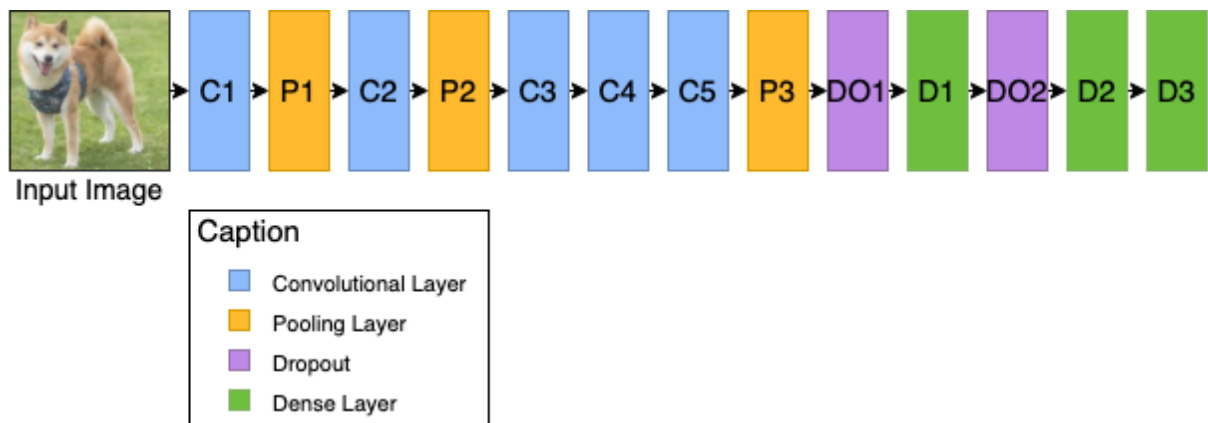 C1 P1 C2 P2 C3 C4 C5 P3 DO1 D1 DO2 D2 D3
Input Image
Caption
Convolutional Layer
Pooling Layer
Dropout
Dense Layer